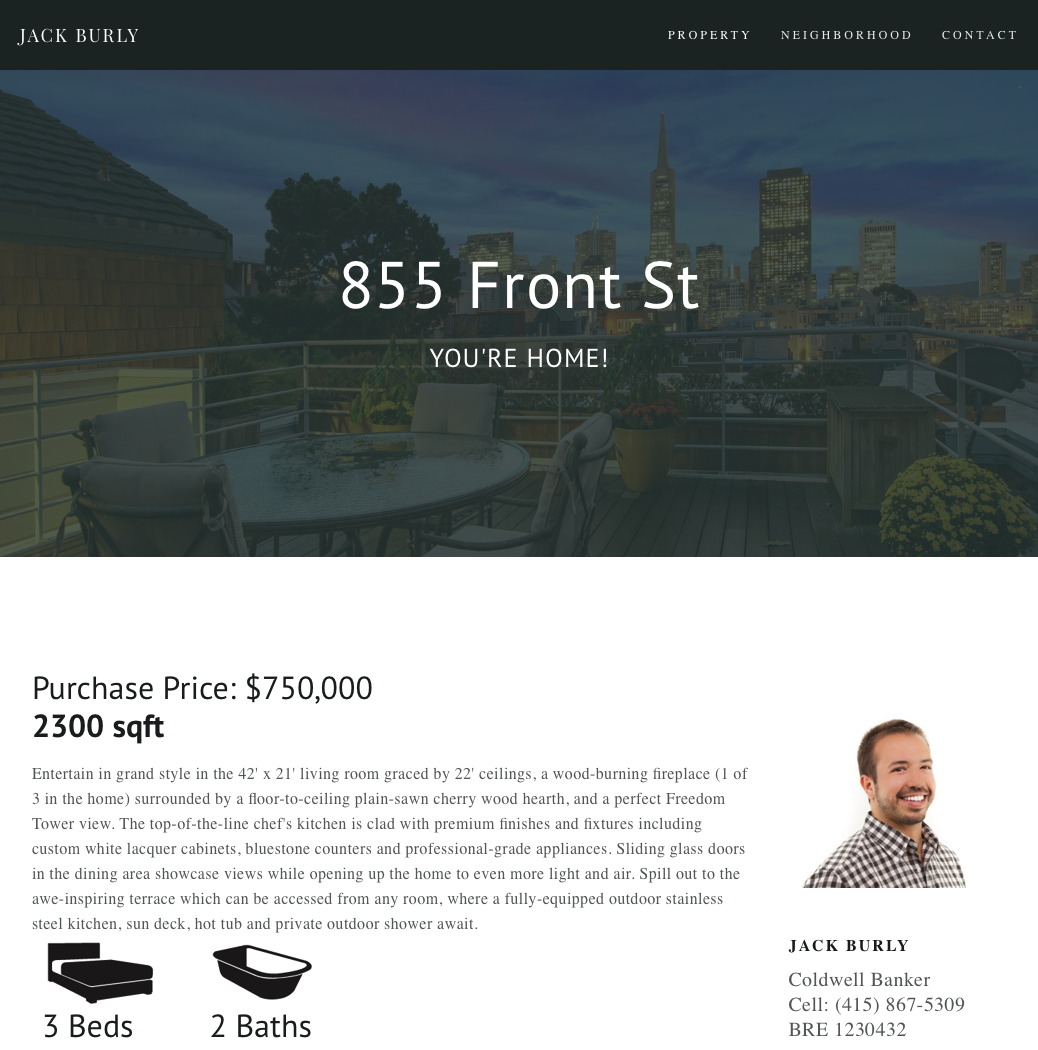 JACK BURLY
PROPERTY NEIGHBORHOOD CONTACT
855 Front St
YOU'RE HOME!
Purchase Price: $750,000
2300 sqft
Entertain in grand style in the 42' x 21' living room graced by 22' ceilings, a wood-burning fireplace (1 of
3 in the home) surrounded by a floor-to-ceiling plain-sawn cherry wood hearth, and a perfect Freedom
Tower view. The top-of-the-line chef's kitchen is clad with premium finishes and fixtures including
custom white lacquer cabinets, bluestone counters and professional-grade appliances. Sliding glass doors
in the dining area showcase views while opening up the home to even more light and air. Spill out to the
awe-inspiring terrace which can be accessed from any room, where a fully-equipped outdoor stainless
steel kitchen, sun deck, hot tub and private outdoor shower await.
3 Beds
2 Baths
JACK BURLY
Coldwell Banker
Cell: (415) 867-5309
BRE 1230432